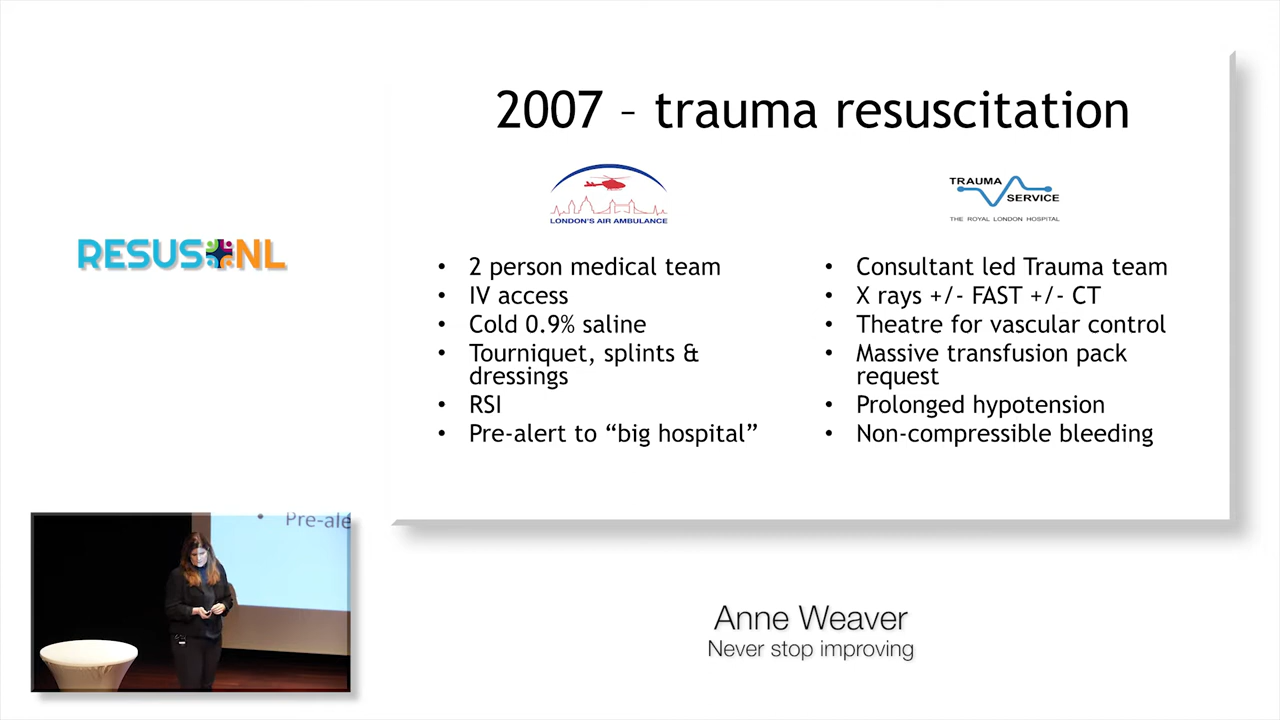 2007 – trauma resuscitation
LONDON'S AIR AMBULANCE
TRAUMA
SERVICE
THE ROYAL LONDON HOSPITAL
RESUS NL
• 2 person medical team
• IV access
• Cold 0.9% saline
• Tourniquet, splints &
dressings
• RSI
• Pre-alert to “big hospital”
• Consultant led Trauma team
• X rays +/- FAST +/- CT
• Theatre for vascular control
• Massive transfusion pack
request
• Prolonged hypotension
• Non-compressible bleeding
• Pre-ale
Anne Weaver
Never stop improving